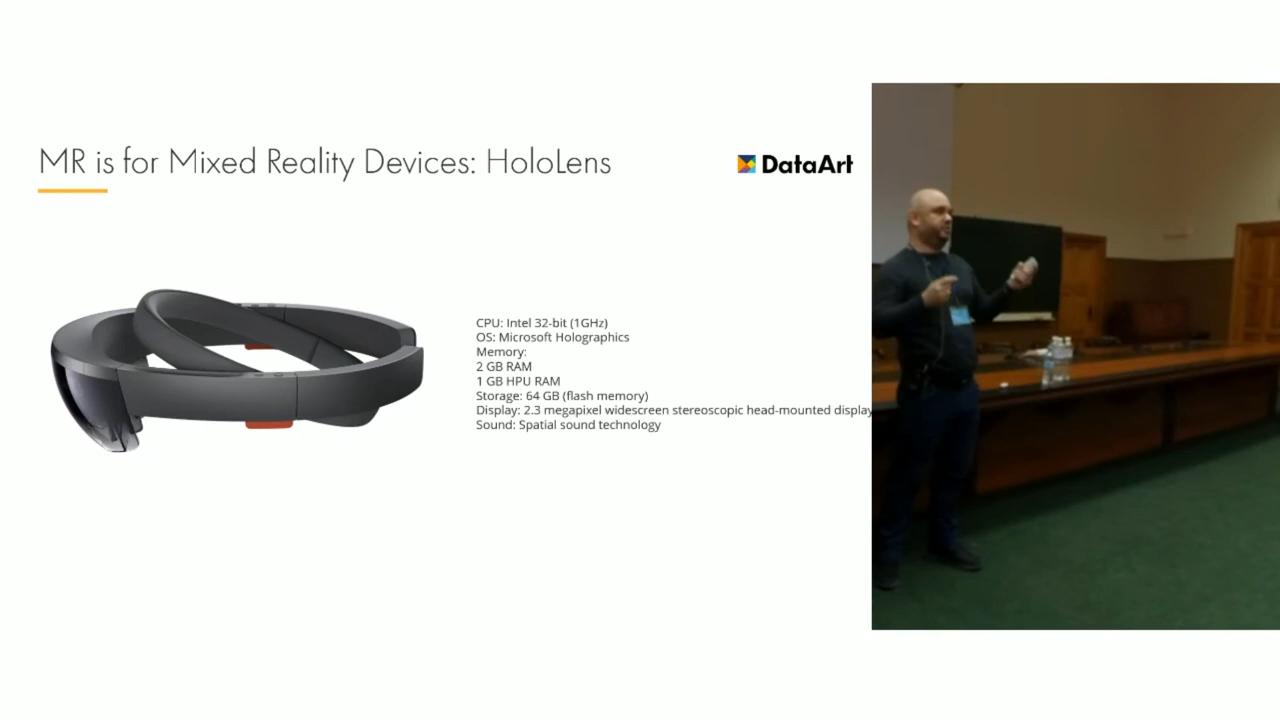 MR is for Mixed Reality Devices: HoloLens
DataArt
CPU: Intel 32-bit (1GHz)
OS: Microsoft Holographics
Memory:
2 GB RAM
1 GB HPU RAM
Storage: 64 GB (flash memory)
Display: 2.3 megapixel widescreen stereoscopic head-mounted display
Sound: Spatial sound technology